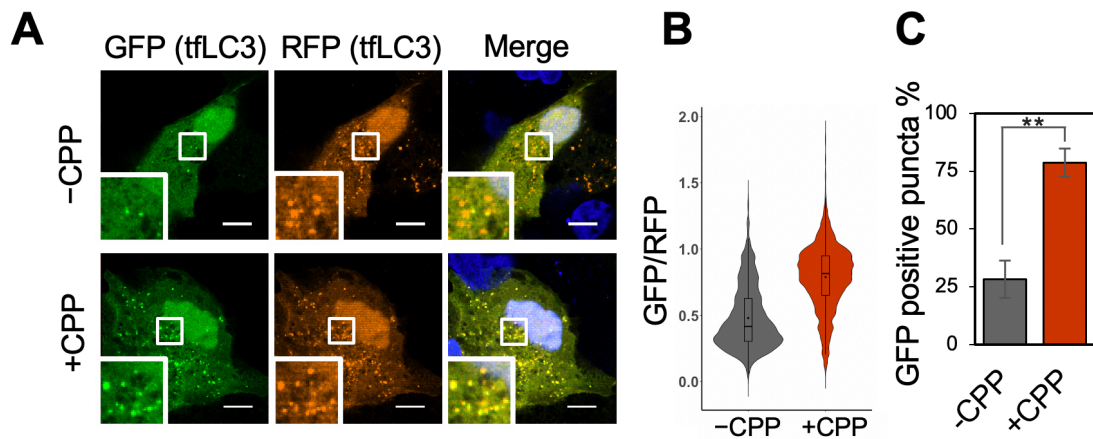 A
GFP (tfLC3)
RFP (tfLC3)
Merge
−CPP
+CPP
B
GFP/RFP
2.0
1.5
1.0
0.5
0.0
−CPP
+CPP
C
GFP positive puncta %
100
75
50
25
0
**
-CPP
+CPP